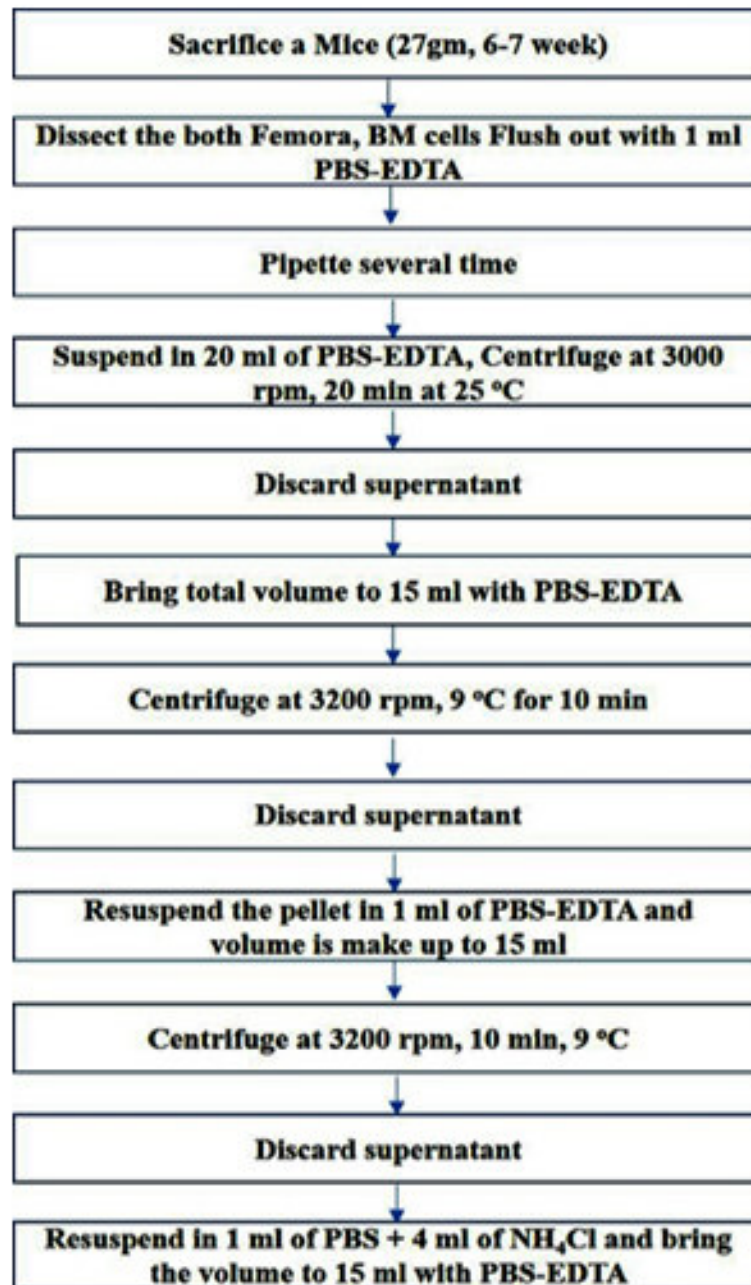 Sacrifice a Mice (27gm, 6-7 week)
Dissect the both Femora, BM cells Flush out with 1 ml
PBS-EDTA
Pipette several time
Suspend in 20 ml of PBS-EDTA, Centrifuge at 3000
rpm, 20 min at 25 °C
Discard supernatant
Bring total volume to 15 ml with PBS-EDTA
Centrifuge at 3200 rpm, 9 °C for 10 min
Discard supernatant
Resuspend the pellet in 1 ml of PBS-EDTA and
volume is make up to 15 ml
Centrifuge at 3200 rpm, 10 min, 9 °C
Discard supernatant
Resuspend in 1 ml of PBS + 4 ml of NH₄Cl and bring
the volume to 15 ml with PBS-EDTA